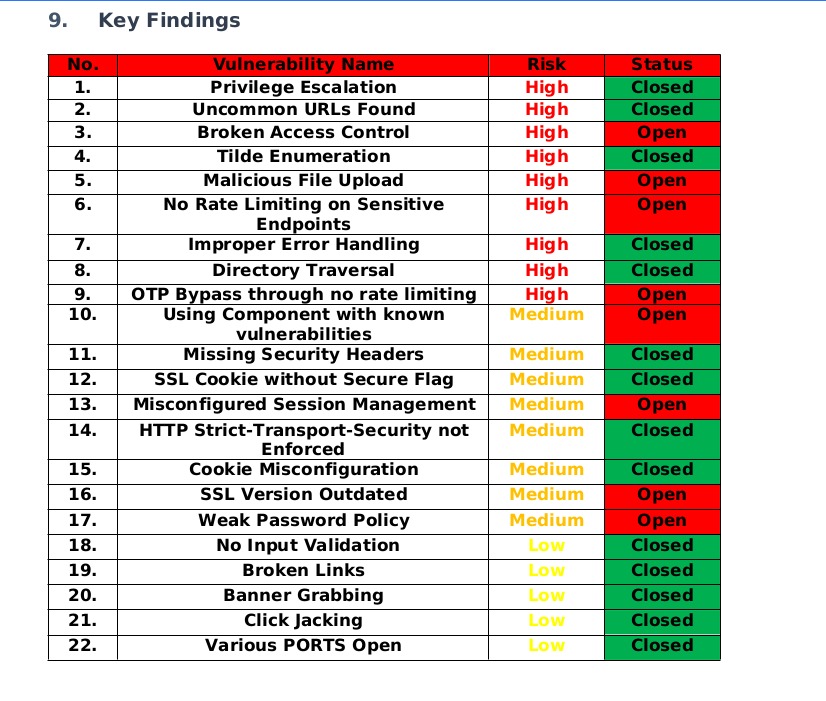 9. Key Findings
No. Vulnerability Name Risk Status
1. Privilege Escalation High Closed
2. Uncommon URLs Found High Closed
3. Broken Access Control High Open
4. Tilde Enumeration High Closed
5. Malicious File Upload High Open
6. No Rate Limiting on Sensitive High Open
Endpoints
7. Improper Error Handling High Closed
8. Directory Traversal High Closed
9. OTP Bypass through no rate limiting High Open
10. Using Component with known Medium Open
vulnerabilities
11. Missing Security Headers Medium Closed
12. SSL Cookie without Secure Flag Medium Closed
13. Misconfigured Session Management Medium Open
14. HTTP Strict-Transport-Security not Medium Closed
Enforced
15. Cookie Misconfiguration Medium Closed
16. SSL Version Outdated Medium Open
17. Weak Password Policy Medium Open
18. No Input Validation Low Closed
19. Broken Links Low Closed
20. Banner Grabbing Low Closed
21. Click Jacking Low Closed
22. Various PORTS Open Low Closed